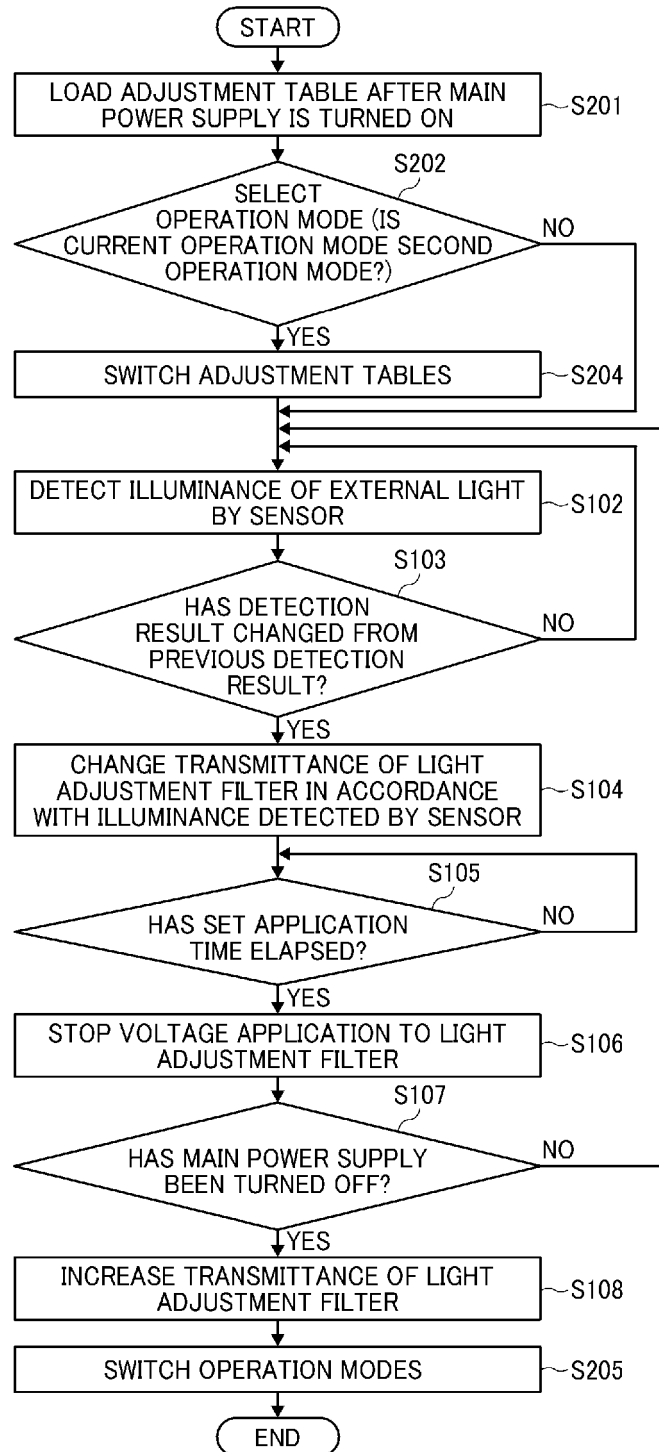 START
LOAD ADJUSTMENT TABLE AFTER MAIN
POWER SUPPLY IS TURNED ON
S201
S202
SELECT
OPERATION MODE (IS
CURRENT OPERATION MODE SECOND
OPERATION MODE?)
NO
YES
SWITCH ADJUSTMENT TABLES
S204
DETECT ILLUMINANCE OF EXTERNAL LIGHT
BY SENSOR
S102
S103
HAS DETECTION
RESULT CHANGED FROM
PREVIOUS DETECTION
RESULT?
NO
YES
CHANGE TRANSMITTANCE OF LIGHT
ADJUSTMENT FILTER IN ACCORDANCE
WITH ILLUMINANCE DETECTED BY SENSOR
S104
S105
HAS SET APPLICATION
TIME ELAPSED?
NO
YES
STOP VOLTAGE APPLICATION TO LIGHT
ADJUSTMENT FILTER
S106
S107
HAS MAIN POWER SUPPLY
BEEN TURNED OFF?
NO
YES
INCREASE TRANSMITTANCE OF LIGHT
ADJUSTMENT FILTER
S108
SWITCH OPERATION MODES
S205
END